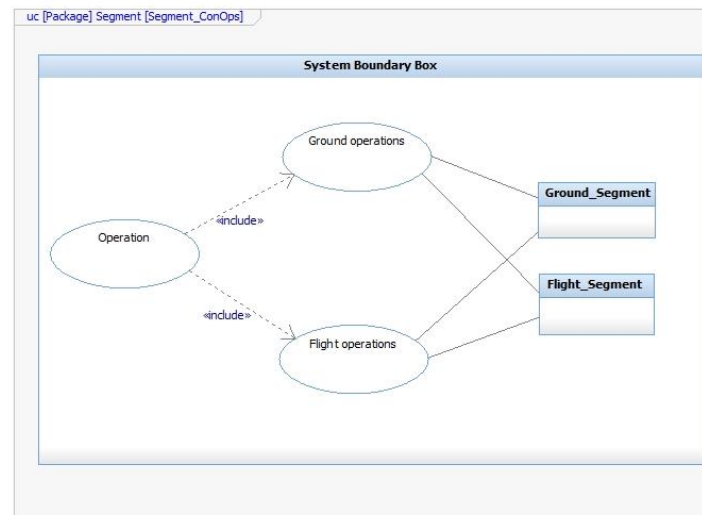 uc [Package] Segment [Segment_ConOps]
System Boundary Box
Ground operations
Ground_Segment
«include»
Operation
Flight_Segment
«include»
Flight operations